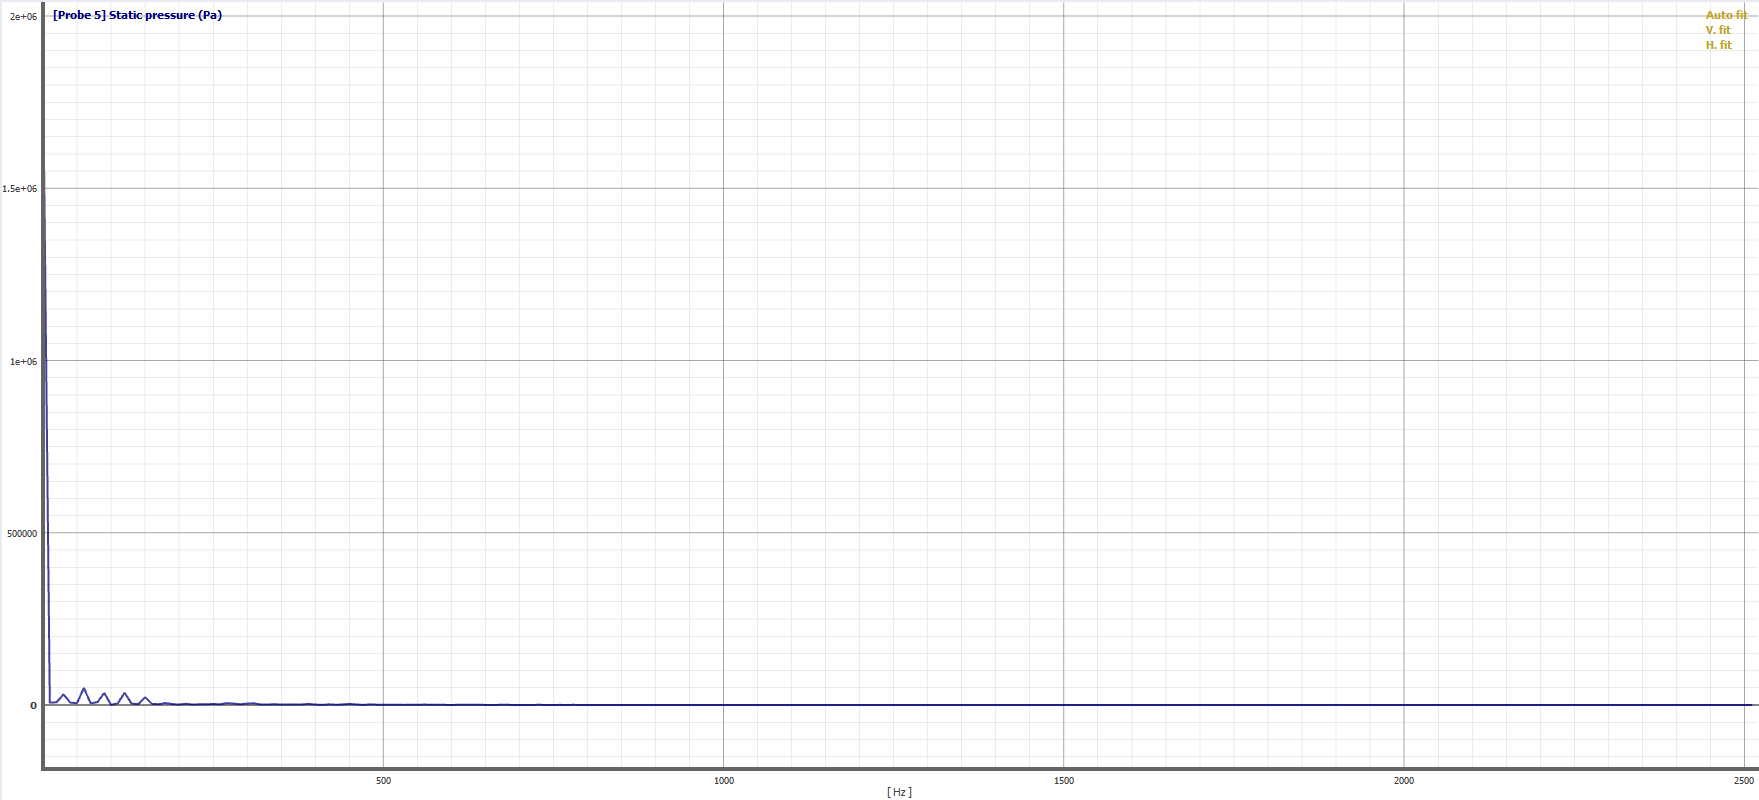 [Probe 5] Static pressure (Pa)
Auto fit
V. fit
H. fit
2e+06
1.5e+06
1e+06
500000
0
500 1000 1500 2000 2500
[ Hz ]